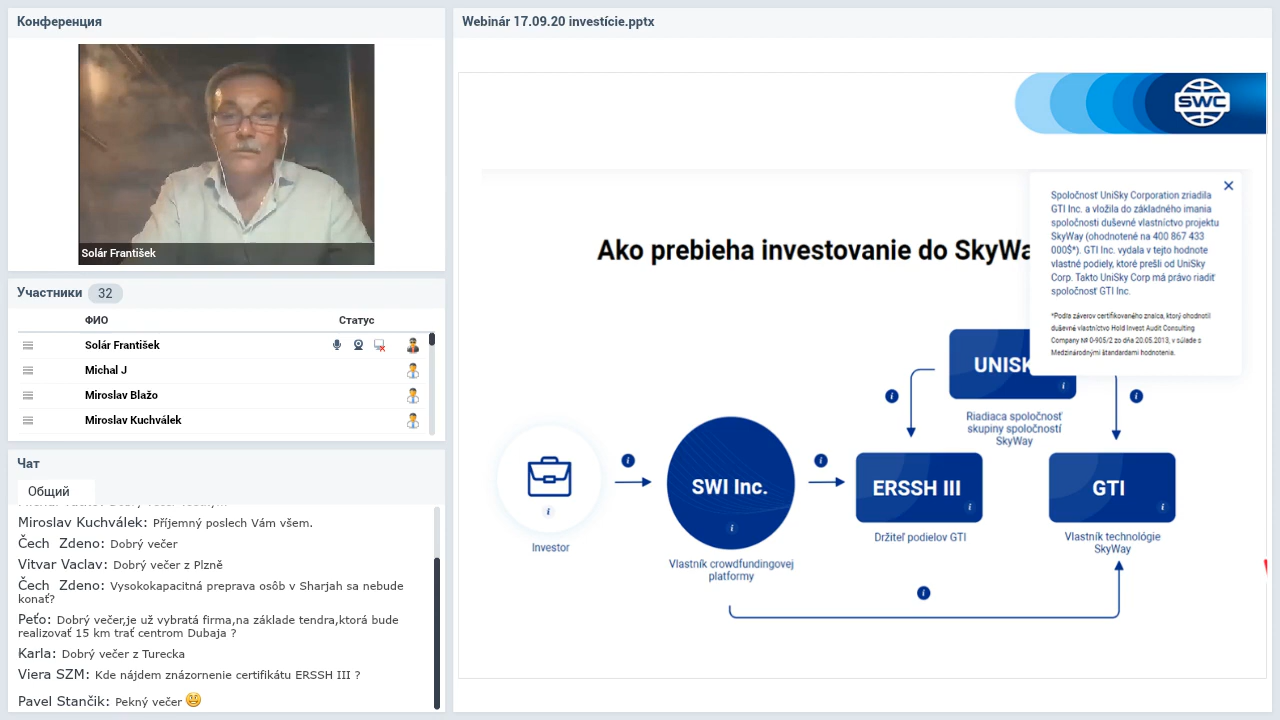 Конференция
Solár František
Участники 32
ФИО Статус
Solár František
Michal J
Miroslav Blažo
Miroslav Kuchválek
Чат
Общий
Miroslav Kuchválek: Příjemný poslech Vám všem.
Čech Zdeno: Dobrý večer
Vitvar Vaclav: Dobrý večer z Plzně
Čech Zdeno: Vysokokapacitná preprava osôb v Sharjah sa nebude
konať?
Peťo: Dobrý večer,je už vybratá firma,na základe tendra,ktorá bude
realizovať 15 km trať centrom Dubaja ?
Karla: Dobrý večer z Turecka
Viera SZM: Kde nájdem znázornenie certifikátu ERSSH III ?
Pavel Stančik: Pekný večer
Webinár 17.09.20 investície.pptx
SWC
Ako prebieha investovanie do SkyWa
Spoločnosť UniSky Corporation zriadila
GTI Inc. a vložila do základného imania
spoločnosti duševné vlastníctvo projektu
SkyWay (ohodnotené na 400 867 433
000$*). GTI Inc. vydala v tejto hodnote
vlastné podiely, ktoré prešli od UniSky
Corp. Takto UniSky Corp má právo riadiť
spoločnosť GTI Inc.
*Podľa záverov certifikovaného znalca, ktorý ohodnotil
duševné vlastníctvo Hold Invest Audit Consulting
Company № 0-905/2 zo dňa 20.05.2013, v súlade s
Medzinárodnými štandardami hodnotenia.
UNISK
Riadiaca spoločnosť
skupiny spoločností
SkyWay
Investor
SWI Inc.
Vlastník crowdfundingovej
platformy
ERSSH III
Držiteľ podielov GTI
GTI
Vlastník technológie
SkyWay